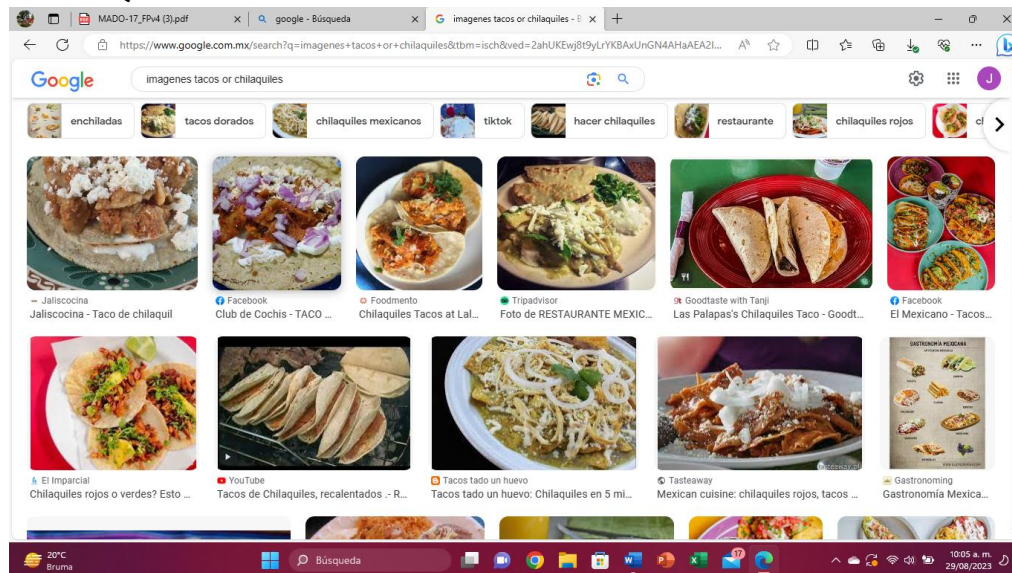 MADO-17_FPv4 (3).pdf
google - Búsqueda
imagenes tacos or chilaquiles - B
https://www.google.com.mx/search?q=imagenes+tacos+or+chilaquiles&tbm=isch&ved=2ahUKEwj8t9yLrYKBAxUnGN4AHaAEA2I...
Google
imagenes tacos or chilaquiles
J
enchiladas
tacos dorados
chilaquiles mexicanos
tiktok
hacer chilaquiles
restaurante
chilaquiles rojos
Jaliscocina
Jaliscocina - Taco de chilaquil
Facebook
Club de Cochis - TACO ...
Foodmento
Chilaquiles Tacos at Lal...
Tripadvisor
Foto de RESTAURANTE MEXIC...
Goodtaste with Tanji
Las Palapas's Chilaquiles Taco - Goodt...
Facebook
El Mexicano - Tacos...
GASTRONOMÍA MEXICANA
tasteaway.pl
El Imparcial
Chilaquiles rojos o verdes? Esto ...
YouTube
Tacos de Chilaquiles, recalentados .- R...
Tacos tado un huevo
Tacos tado un huevo: Chilaquiles en 5 mi...
Tasteaway
Mexican cuisine: chilaquiles rojos, tacos ...
Gastronoming
Gastronomía Mexica...
20°C
Bruma
Búsqueda
17
10:05 a. m.
29/08/2023